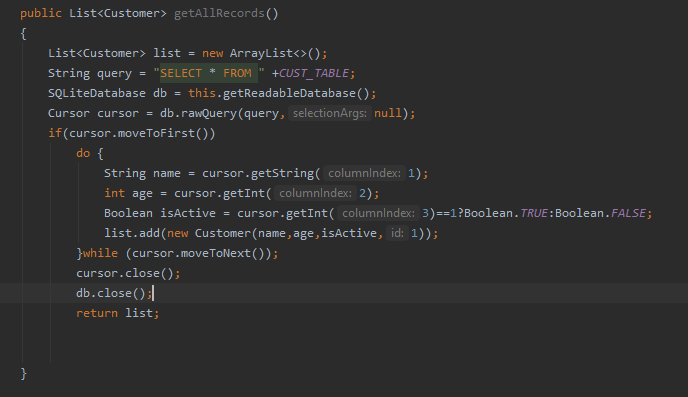 public List<Customer> getAllRecords()
{
    List<Customer> list = new ArrayList<>();
    String query = "SELECT * FROM " +CUST_TABLE;
    SQLiteDatabase db = this.getReadableDatabase();
    Cursor cursor = db.rawQuery(query, selectionArgs: null);
    if(cursor.moveToFirst())
        do {
            String name = cursor.getString( columnIndex: 1);
            int age = cursor.getInt( columnIndex: 2);
            Boolean isActive = cursor.getInt( columnIndex: 3)==1?Boolean.TRUE:Boolean.FALSE;
            list.add(new Customer(name,age,isActive, id: 1));
        }while (cursor.moveToNext());
        cursor.close();
        db.close();
        return list;
}